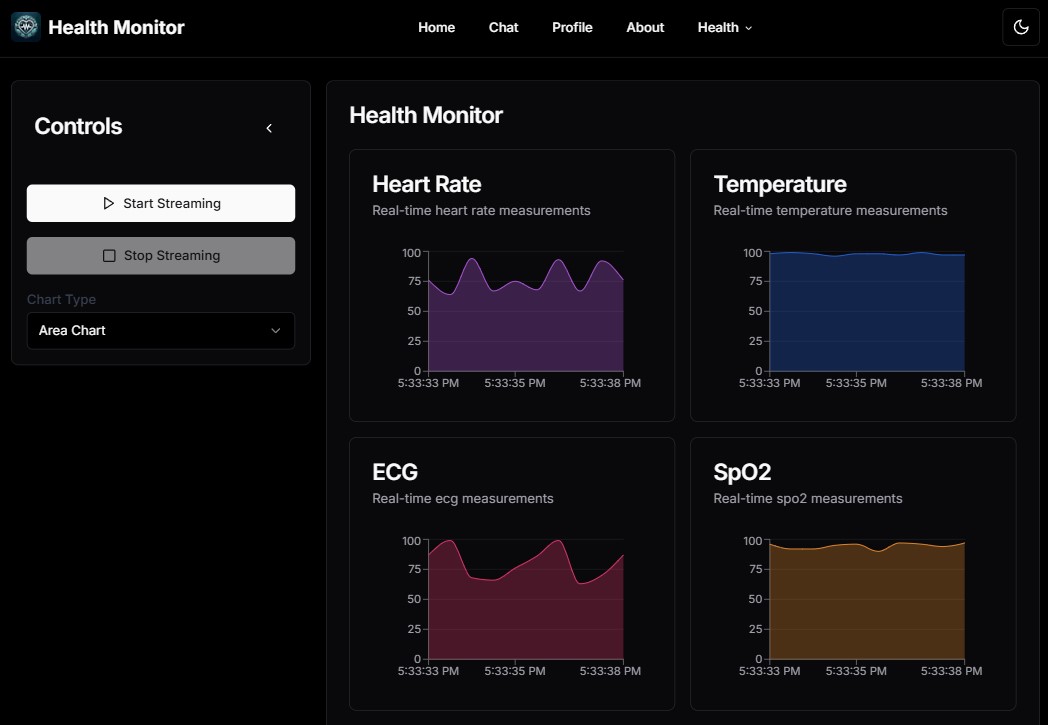 Health Monitor
Home
Chat
Profile
About
Health
Controls
Start Streaming
Stop Streaming
Chart Type
Area Chart
Health Monitor
Heart Rate
Real-time heart rate measurements
100
75
50
25
0
5:33:33 PM 5:33:35 PM 5:33:38 PM
Temperature
Real-time temperature measurements
100
75
50
25
0
5:33:33 PM 5:33:35 PM 5:33:38 PM
ECG
Real-time ecg measurements
100
75
50
25
0
5:33:33 PM 5:33:35 PM 5:33:38 PM
SpO2
Real-time spo2 measurements
100
75
50
25
0
5:33:33 PM 5:33:35 PM 5:33:38 PM